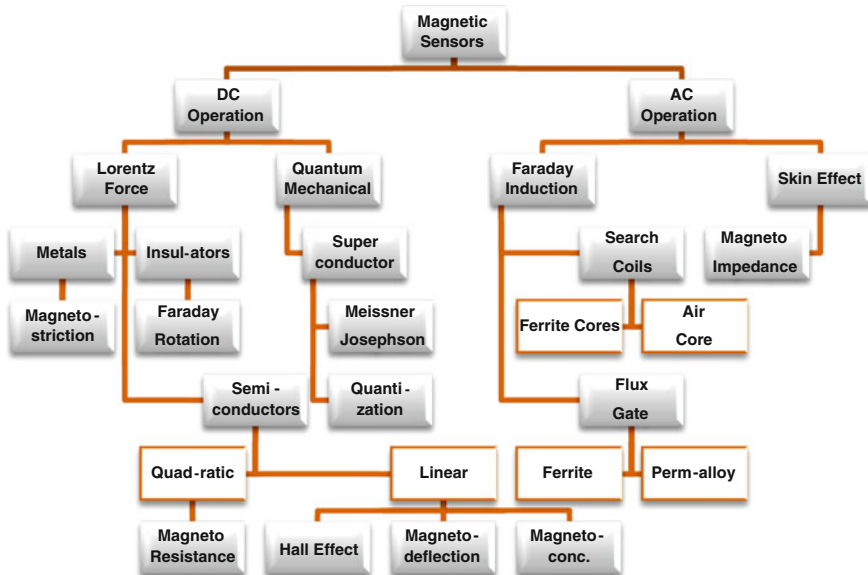 Magnetic
Sensors
DC
Operation
AC
Operation
Lorentz
Force
Quantum
Mechanical
Faraday
Induction
Skin Effect
Metals
Insul-ators
Super
conductor
Search
Coils
Magneto
Impedance
Magneto-
striction
Faraday
Rotation
Meissner
Josephson
Ferrite Cores
Air
Core
Semi-
conductors
Quanti-
zation
Flux
Gate
Quad-ratic
Linear
Ferrite
Perm-alloy
Magneto
Resistance
Hall Effect
Magneto-
deflection
Magneto-
conc.